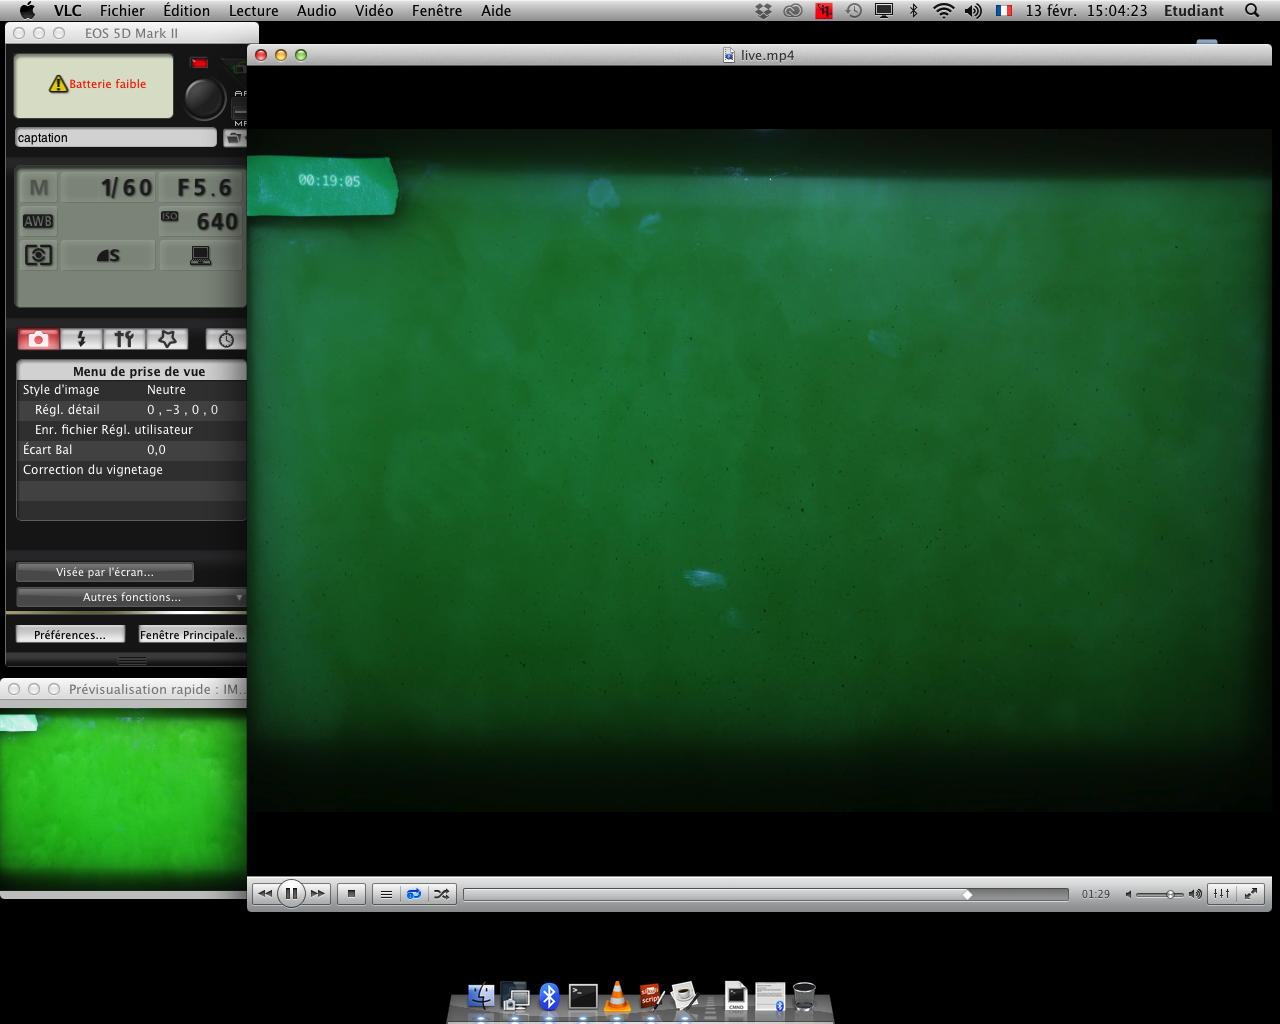 VLC Fichier Édition Lecture Audio Vidéo Fenêtre Aide 13 févr. 15:04:23 Etudiant
EOS 5D Mark II
Batterie faible
captation
M 1/60 F5.6
AWB ISO 640
S
Menu de prise de vue
Style d'image Neutre
Régl. détail 0 , -3 , 0 , 0
Enr. fichier Régl. utilisateur
Écart Bal 0,0
Correction du vignetage
Visée par l'écran...
Autres fonctions...
Préférences... Fenêtre Principale...
Prévisualisation rapide : IM...
live.mp4
00:19:05
01:29
script
CMND